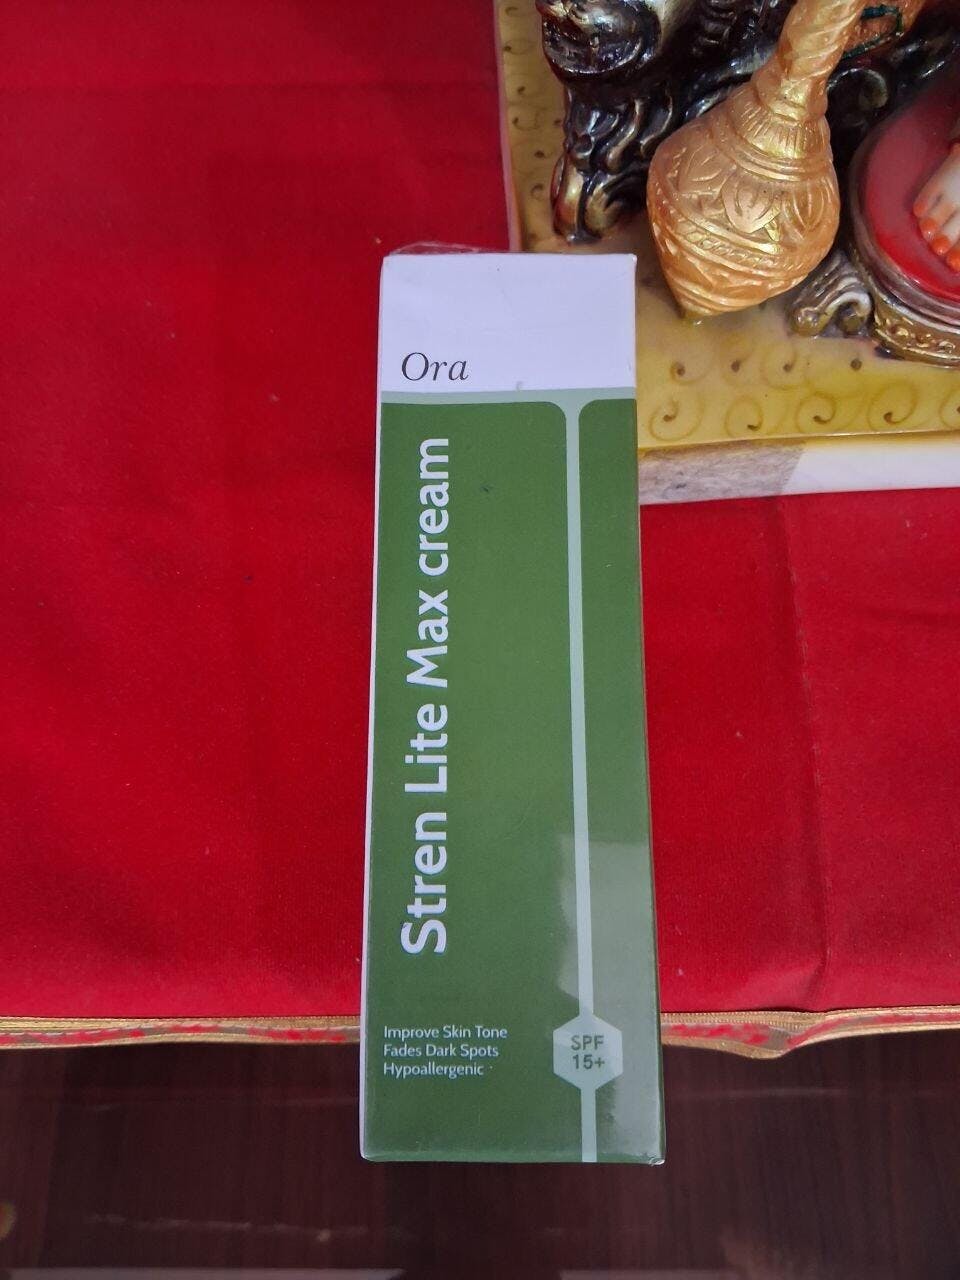 Ora
Stren Lite Max cream
Improve Skin Tone
Fades Dark Spots
Hypoallergenic
SPF
15+